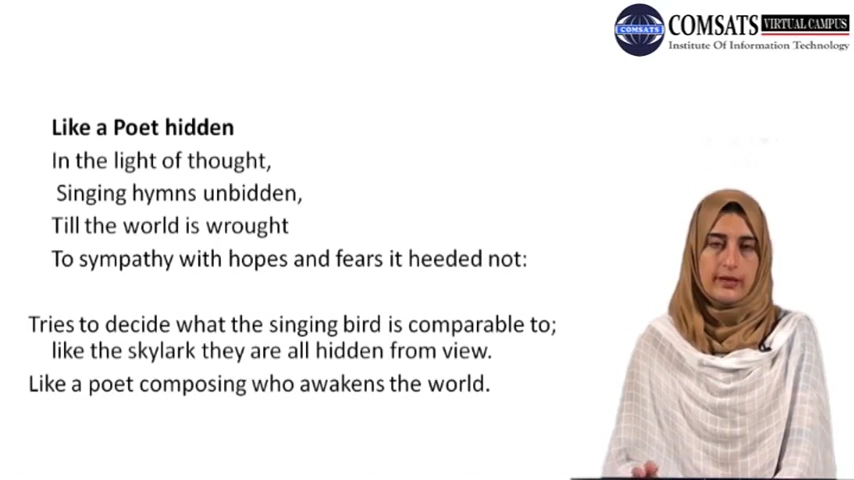 COMSATS
COMSATS VIRTUAL CAMPUS
Institute Of Information Technology
Like a Poet hidden
In the light of thought,
Singing hymns unbidden,
Till the world is wrought
To sympathy with hopes and fears it heeded not:
Tries to decide what the singing bird is comparable to;
like the skylark they are all hidden from view.
Like a poet composing who awakens the world.